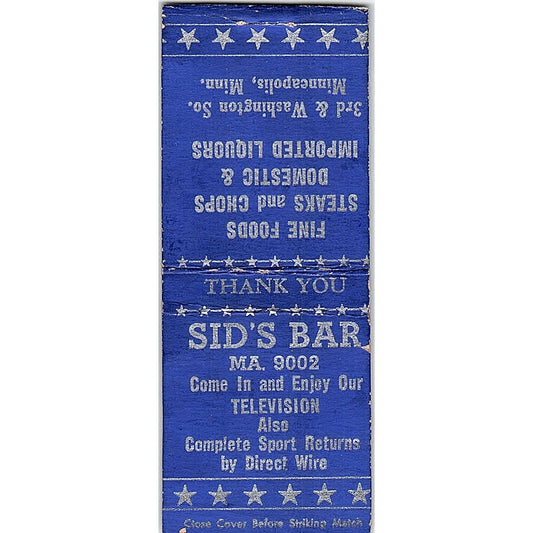 3rd & Washington So.
Minneapolis, Minn.
FINE FOODS
STEAKS and CHOPS
DOMESTIC &
IMPORTED LIQUORS
THANK YOU
SID'S BAR
MA. 9002
Come In and Enjoy Our
TELEVISION
Also
Complete Sport Returns
by Direct Wire
Close Cover Before Striking Match